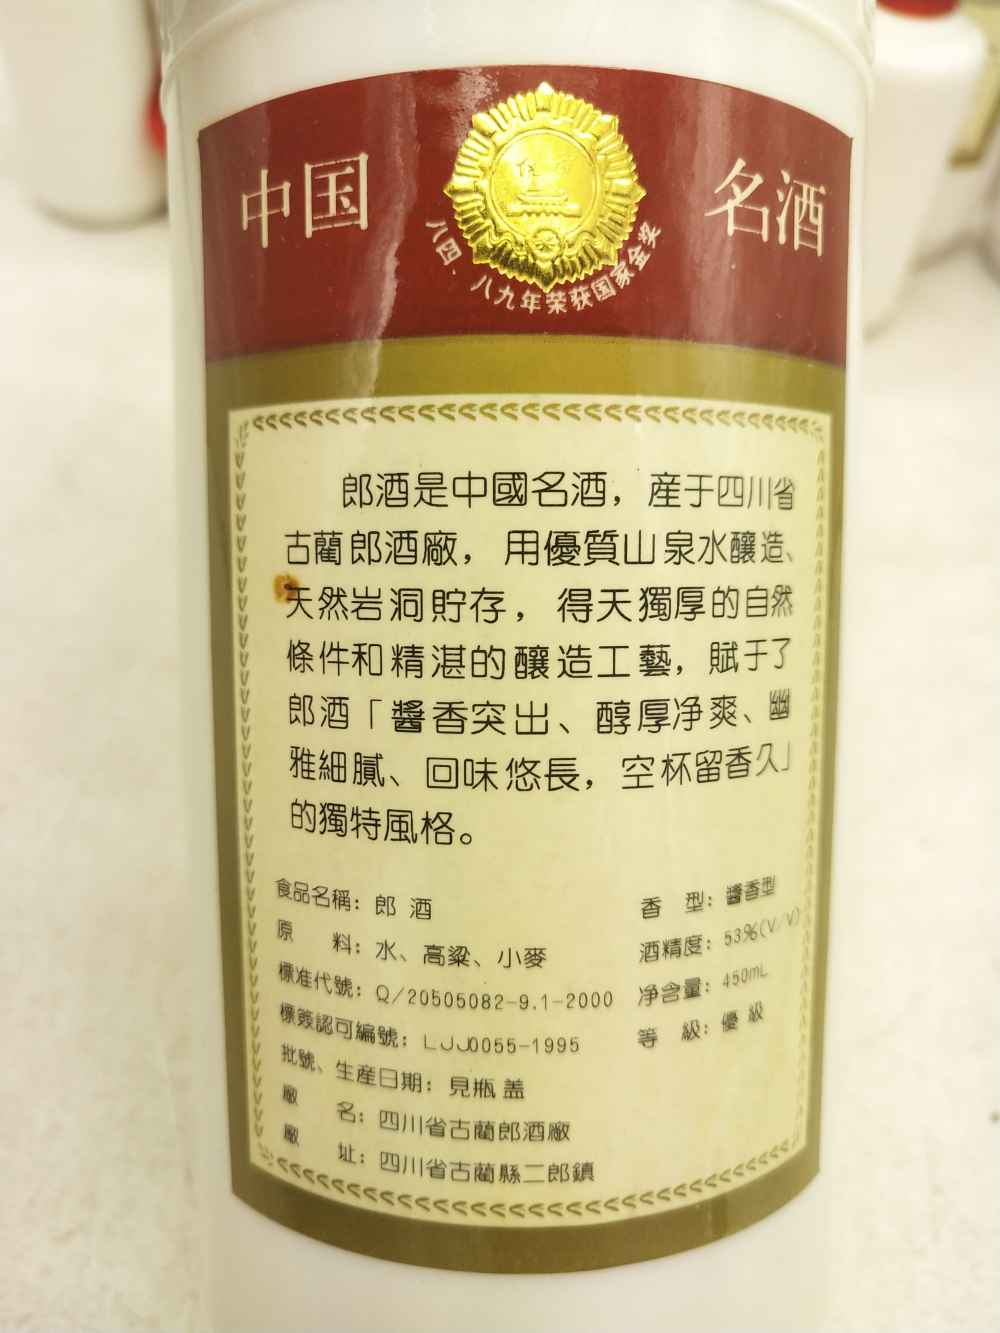 中国 名酒
八四、八九年荣获国家金奖
郎酒是中國名酒，産于四川省
古藺郎酒廠，用優質山泉水釀造、
天然岩洞貯存，得天獨厚的自然
條件和精湛的釀造工藝，賦于了
郎酒「醬香突出、醇厚净爽、幽
雅細膩、回味悠長，空杯留香久」
的獨特風格。
食品名稱：郎酒 香型：醬香型
原料：水、高粱、小麥 酒精度：53%(V/V)
標准代號：Q/20505082-9.1-2000 净含量：450mL
標簽認可編號：LJJ0055-1995 等級：優級
批號、生産日期：見瓶盖
廠名：四川省古藺郎酒廠
廠址：四川省古藺縣二郎鎮